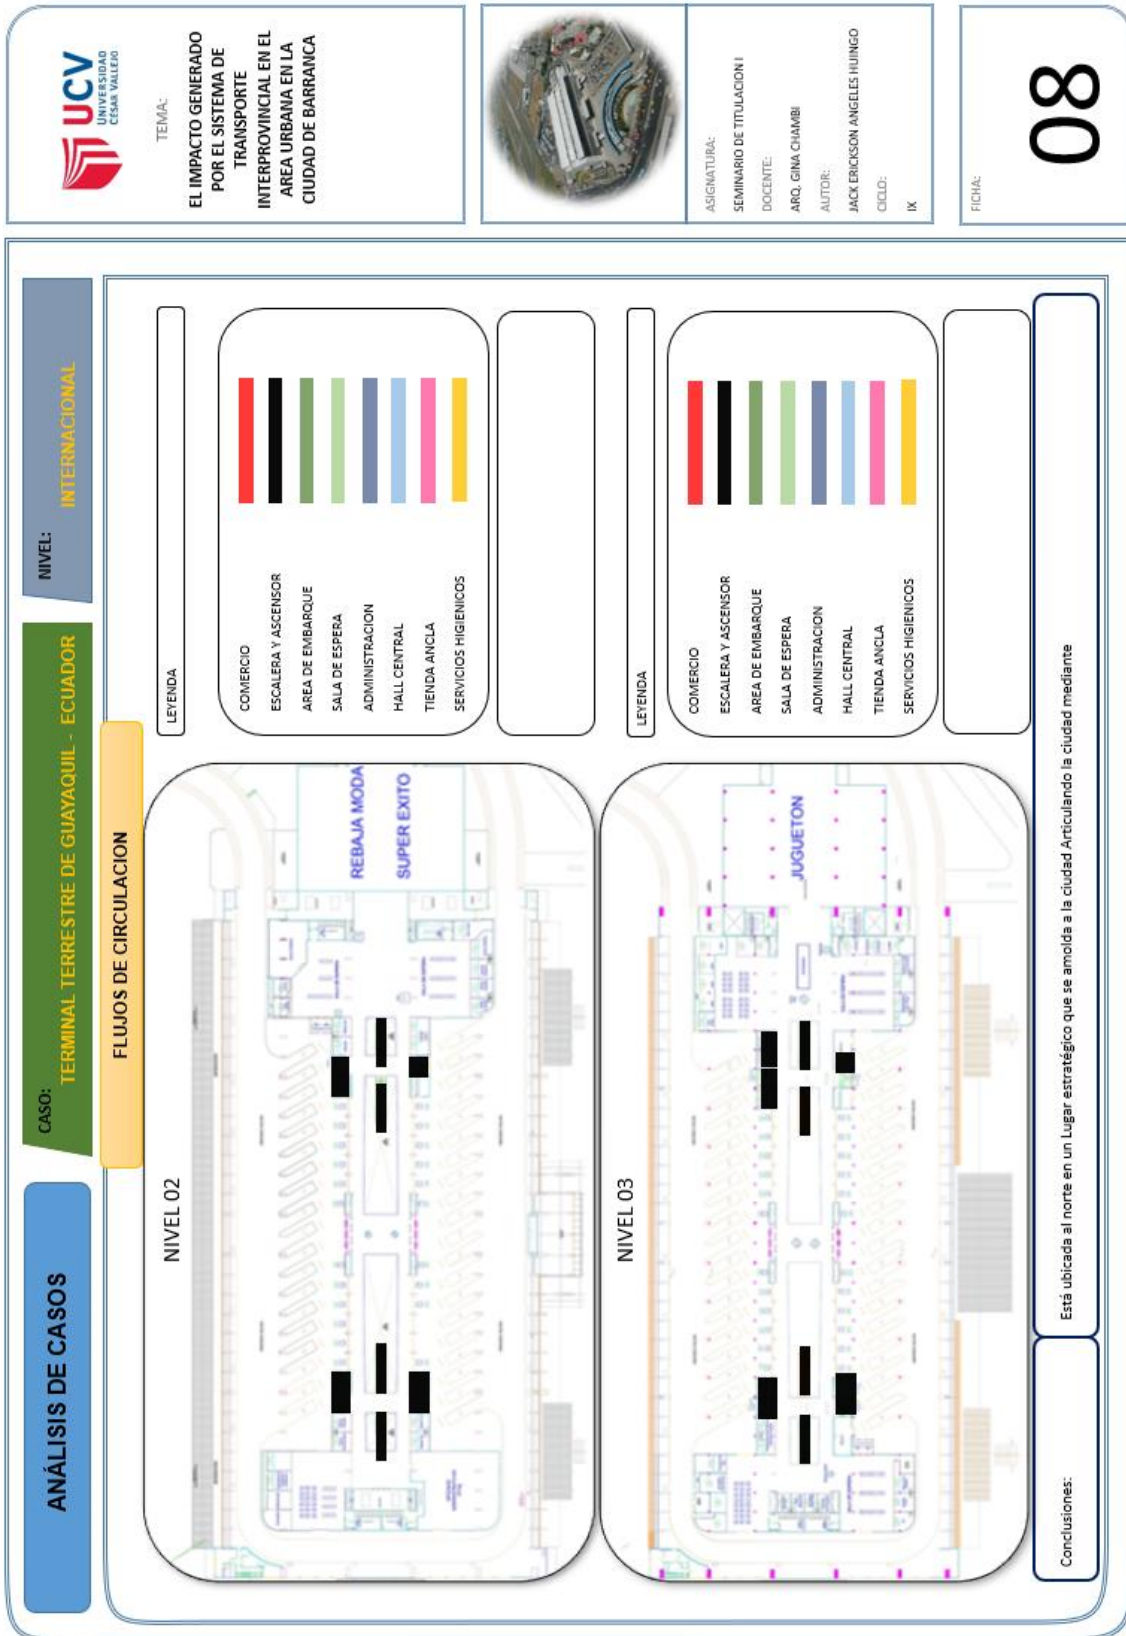 ANÁLISIS DE CASOS
CASO:
TERMINAL TERRESTRE DE GUAYAQUIL - ECUADOR
NIVEL:
INTERNACIONAL
FLUJOS DE CIRCULACION
NIVEL 02
REBAJA MODA
SUPER EXITO
LEYENDA
COMERCIO
ESCALERA Y ASCENSOR
AREA DE EMBARQUE
SALA DE ESPERA
ADMINISTRACION
HALL CENTRAL
TIENDA ANCLA
SERVICIOS HIGIENICOS
NIVEL 03
JUGUETON
LEYENDA
COMERCIO
ESCALERA Y ASCENSOR
AREA DE EMBARQUE
SALA DE ESPERA
ADMINISTRACION
HALL CENTRAL
TIENDA ANCLA
SERVICIOS HIGIENICOS
Conclusiones:
Está ubicada al norte en un Lugar estratégico que se amolda a la ciudad Articulando la ciudad mediante
UCV
UNIVERSIDAD
CÉSAR VALLEJO
TEMA:
EL IMPACTO GENERADO
POR EL SISTEMA DE
TRANSPORTE
INTERPROVINCIAL EN EL
AREA URBANA EN LA
CIUDAD DE BARRANCA
ASIGNATURA:
SEMINARIO DE TITULACION I
DOCENTE:
ARQ. GINA CHAMBI
AUTOR:
JACK ERICKSON ANGELES HUINGO
CICLO:
IX
FICHA:
08